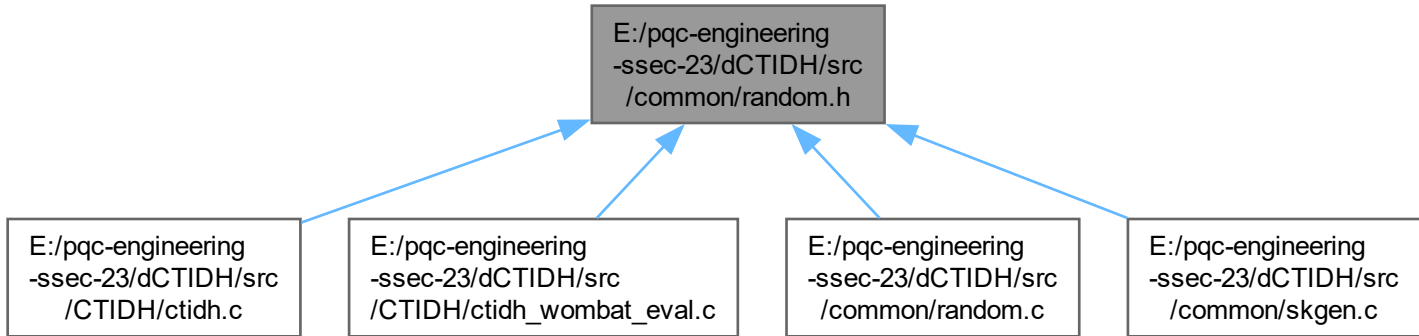 E:/pqc-engineering
-ssec-23/dCTIDH/src
/common/random.h
E:/pqc-engineering
-ssec-23/dCTIDH/src
/CTIDH/ctidh.c
E:/pqc-engineering
-ssec-23/dCTIDH/src
/CTIDH/ctidh_wombat_eval.c
E:/pqc-engineering
-ssec-23/dCTIDH/src
/common/random.c
E:/pqc-engineering
-ssec-23/dCTIDH/src
/common/skgen.c